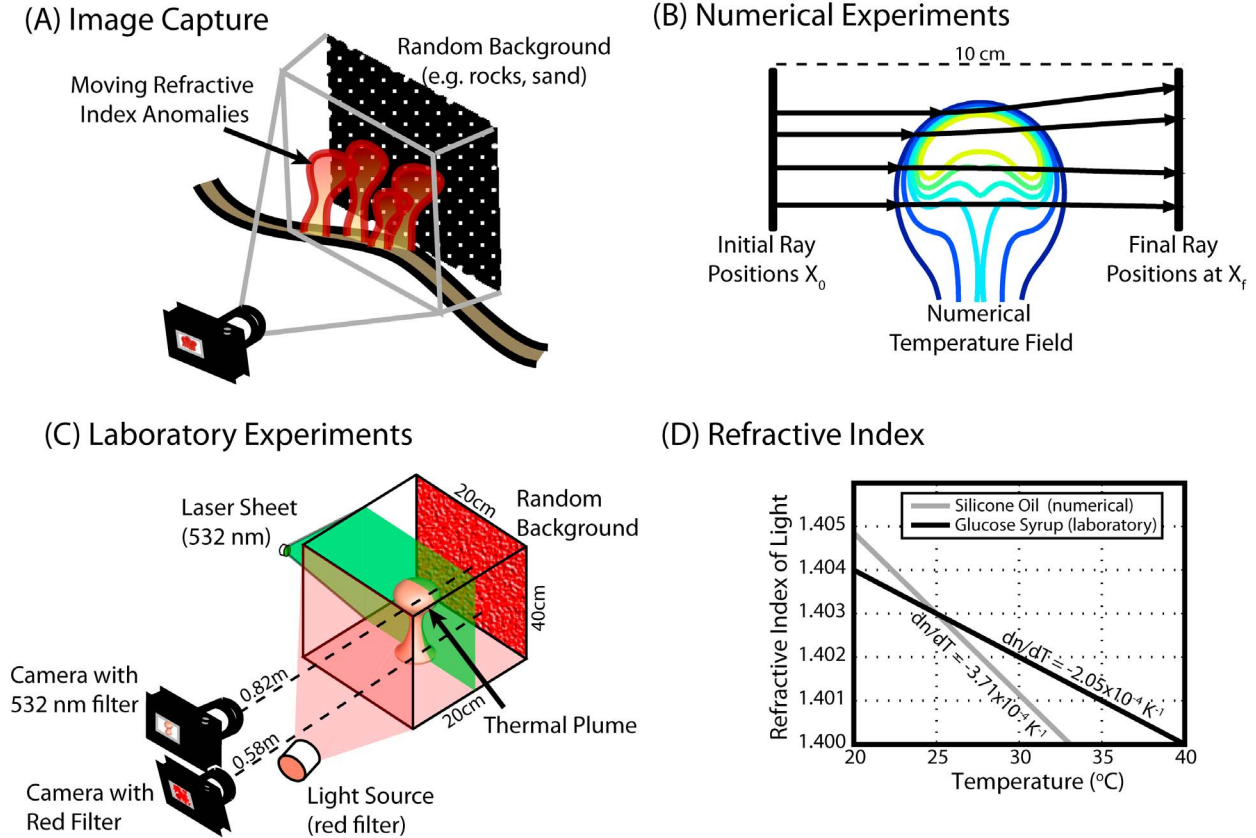 (A) Image Capture
Random Background
(e.g. rocks, sand)
Moving Refractive
Index Anomalies
(B) Numerical Experiments
10 cm
Initial Ray
Positions X₀
Final Ray
Positions at X_f
Numerical
Temperature Field
(C) Laboratory Experiments
Laser Sheet
(532 nm)
20cm
Random
Background
40cm
20cm
Thermal Plume
Camera with
532 nm filter
0.82m
0.58m
Camera with
Red Filter
Light Source
(red filter)
(D) Refractive Index
Silicone Oil (numerical)
Glucose Syrup (laboratory)
Refractive Index of Light
1.405
1.404
1.403
1.402
1.401
1.400
dn/dT = -3.71x10⁻⁴ K⁻¹
dn/dT = -2.05x10⁻⁴ K⁻¹
20 25 30 35 40
Temperature (°C)